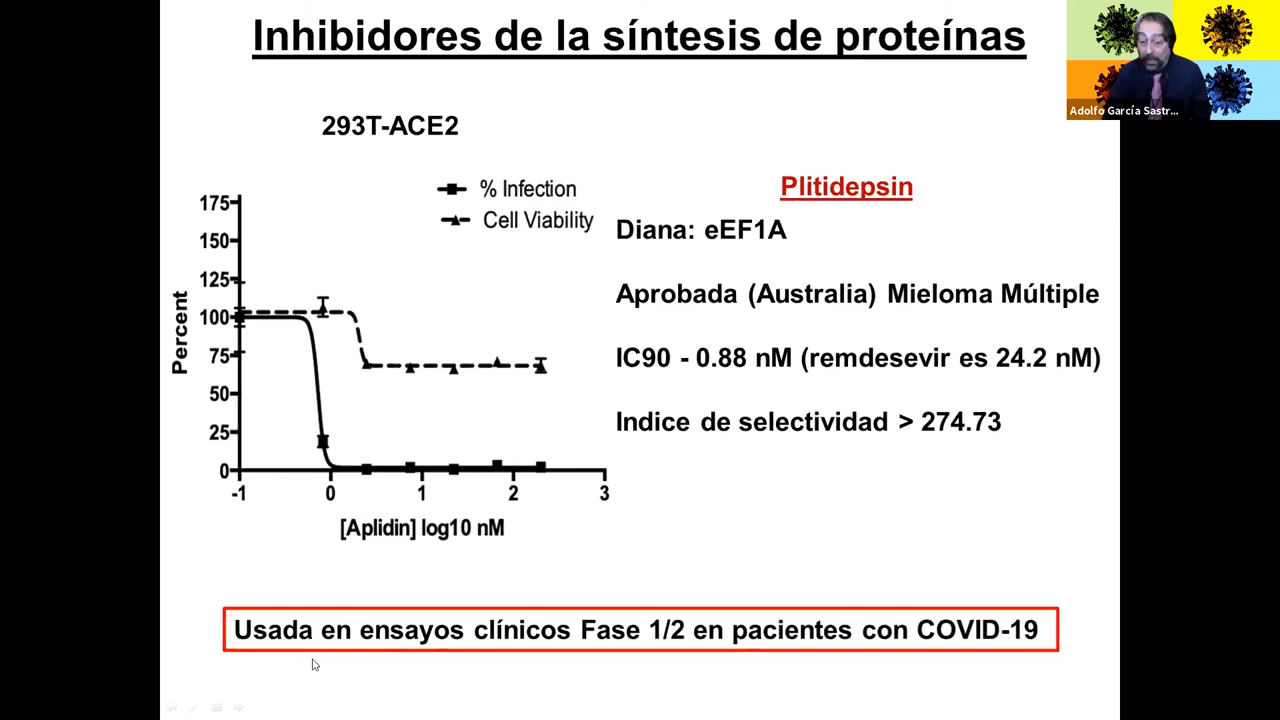 Inhibidores de la síntesis de proteínas
Adolfo García Sastr...
293T-ACE2
% Infection
Cell Viability
175
150
125
100
75
50
25
0
Percent
-1
0
1
2
3
[Aplidin] log10 nM
Plitidepsin
Diana: eEF1A
Aprobada (Australia) Mieloma Múltiple
IC90 - 0.88 nM (remdesevir es 24.2 nM)
Indice de selectividad > 274.73
Usada en ensayos clínicos Fase 1/2 en pacientes con COVID-19